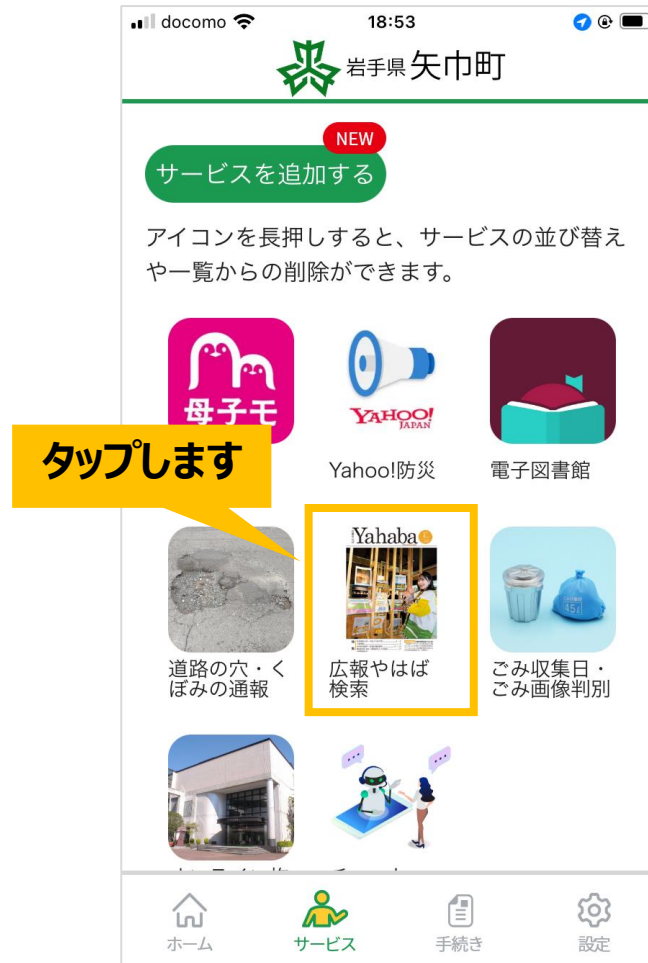 docomo
18:53
岩手県 矢巾町
NEW
サービスを追加する
アイコンを長押しすると、サービスの並び替え
や一覧からの削除ができます。
母子モ
YAHOO!
JAPAN
タップします
Yahoo!防災
電子図書館
Yahaba
45ℓ
道路の穴・く
ぼみの通報
広報やはば
検索
ごみ収集日・
ごみ画像判別
ホーム
サービス
手続き
設定